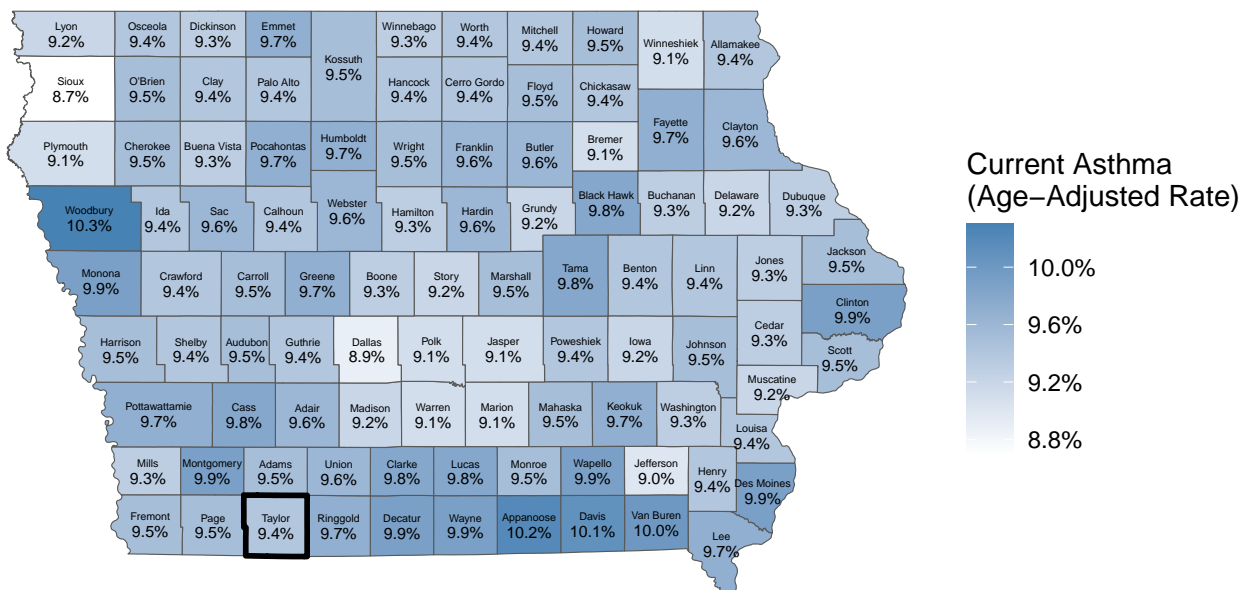 Lyon
9.2%
Osceola
9.4%
Dickinson
9.3%
Emmet
9.7%
Kossuth
9.5%
Winnebago
9.3%
Worth
9.4%
Mitchell
9.4%
Howard
9.5%
Winneshiek
9.1%
Allamakee
9.4%
Sioux
8.7%
O'Brien
9.5%
Clay
9.4%
Palo Alto
9.4%
Hancock
9.4%
Cerro Gordo
9.4%
Floyd
9.5%
Chickasaw
9.4%
Fayette
9.7%
Clayton
9.6%
Plymouth
9.1%
Cherokee
9.5%
Buena Vista
9.3%
Pocahontas
9.7%
Humboldt
9.7%
Wright
9.5%
Franklin
9.6%
Butler
9.6%
Bremer
9.1%
Woodbury
10.3%
Ida
9.4%
Sac
9.6%
Calhoun
9.4%
Webster
9.6%
Hamilton
9.3%
Hardin
9.6%
Grundy
9.2%
Black Hawk
9.8%
Buchanan
9.3%
Delaware
9.2%
Dubuque
9.3%
Monona
9.9%
Crawford
9.4%
Carroll
9.5%
Greene
9.7%
Boone
9.3%
Story
9.2%
Marshall
9.5%
Tama
9.8%
Benton
9.4%
Linn
9.4%
Jones
9.3%
Jackson
9.5%
Clinton
9.9%
Harrison
9.5%
Shelby
9.4%
Audubon
9.5%
Guthrie
9.4%
Dallas
8.9%
Polk
9.1%
Jasper
9.1%
Poweshiek
9.4%
Iowa
9.2%
Johnson
9.5%
Cedar
9.3%
Scott
9.5%
Muscatine
9.2%
Pottawattamie
9.7%
Cass
9.8%
Adair
9.6%
Madison
9.2%
Warren
9.1%
Marion
9.1%
Mahaska
9.5%
Keokuk
9.7%
Washington
9.3%
Louisa
9.4%
Mills
9.3%
Montgomery
9.9%
Adams
9.5%
Union
9.6%
Clarke
9.8%
Lucas
9.8%
Monroe
9.5%
Wapello
9.9%
Jefferson
9.0%
Henry
9.4%
Des Moines
9.9%
Fremont
9.5%
Page
9.5%
Taylor
9.4%
Ringgold
9.7%
Decatur
9.9%
Wayne
9.9%
Appanoose
10.2%
Davis
10.1%
Van Buren
10.0%
Lee
9.7%
Current Asthma
(Age−Adjusted Rate)
10.0%
9.6%
9.2%
8.8%